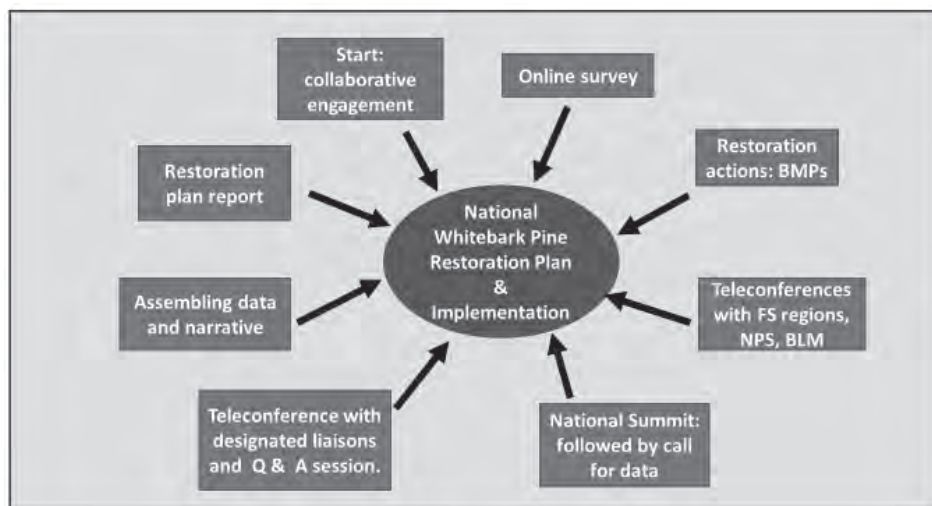 Start:
collaborative
engagement
Online survey
Restoration
actions: BMPs
Teleconferences
with FS regions,
NPS, BLM
National Summit:
followed by call
for data
Teleconference with
designated liaisons
and Q & A session.
Assembling data
and narrative
Restoration
plan report
National
Whitebark Pine
Restoration Plan
&
Implementation